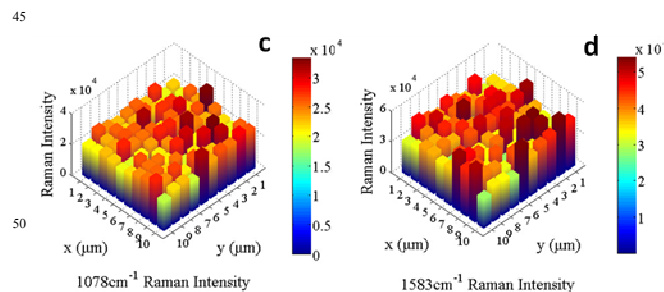 45
c
x 10⁴
x 10⁴
Raman Intensity
4
2
0
1 2 3 4 5 6 7 8 9 10
10 9 8 7 6 5 4 3 2 1
x (μm)
y (μm)
3
2.5
2
1.5
1
0.5
0
1078cm⁻¹ Raman Intensity
d
x 10
x 10⁴
Raman Intensity
6
3
0
1 2 3 4 5 6 7 8 9 10
10 9 8 7 6 5 4 3 2 1
x (μm)
y (μm)
5
4
3
2
1
1583cm⁻¹ Raman Intensity
50